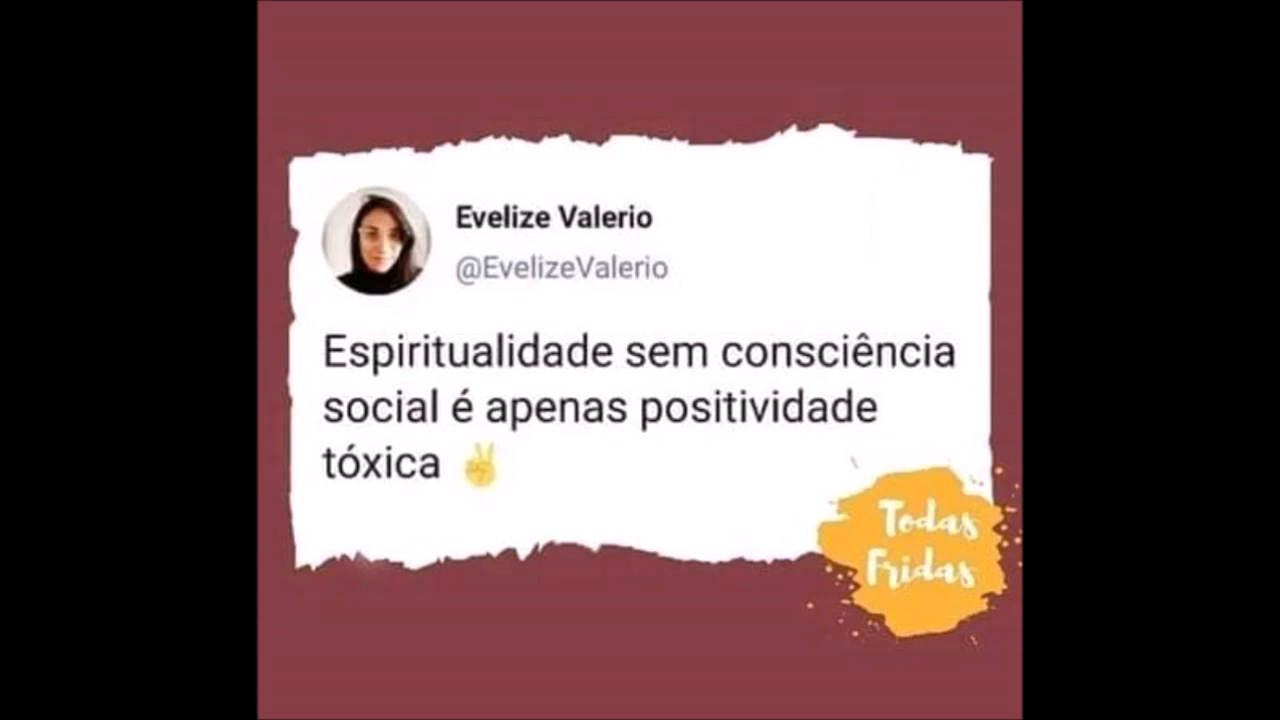 Evelize Valerio
@EvelizeValerio
Espiritualidade sem consciência
social é apenas positividade
tóxica ✌
Todas
Fridas